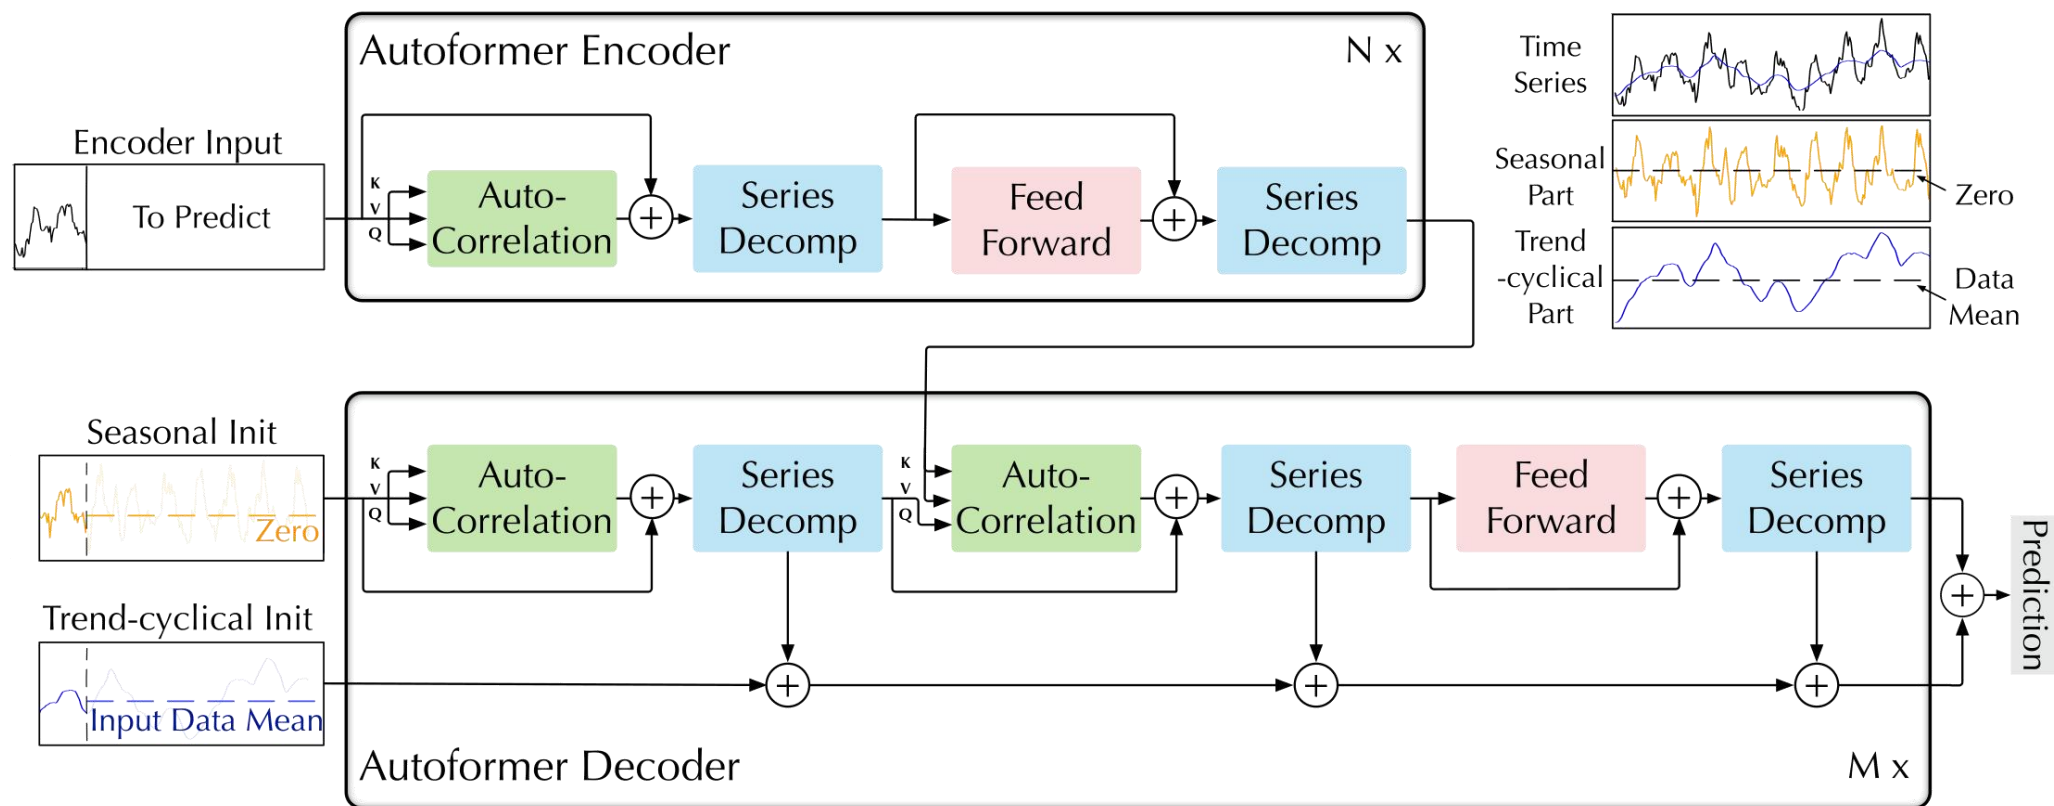 Autoformer Encoder
N x
Encoder Input
To Predict
K
V
Q
Auto-
Correlation
+
Series
Decomp
Feed
Forward
+
Series
Decomp
Time
Series
Seasonal
Part
Zero
Trend
-cyclical
Part
Data
Mean
Seasonal Init
Zero
K
V
Q
Auto-
Correlation
+
Series
Decomp
K
V
Q
Auto-
Correlation
+
Series
Decomp
Feed
Forward
+
Series
Decomp
+
Prediction
Trend-cyclical Init
Input Data Mean
+
+
+
Autoformer Decoder
M x